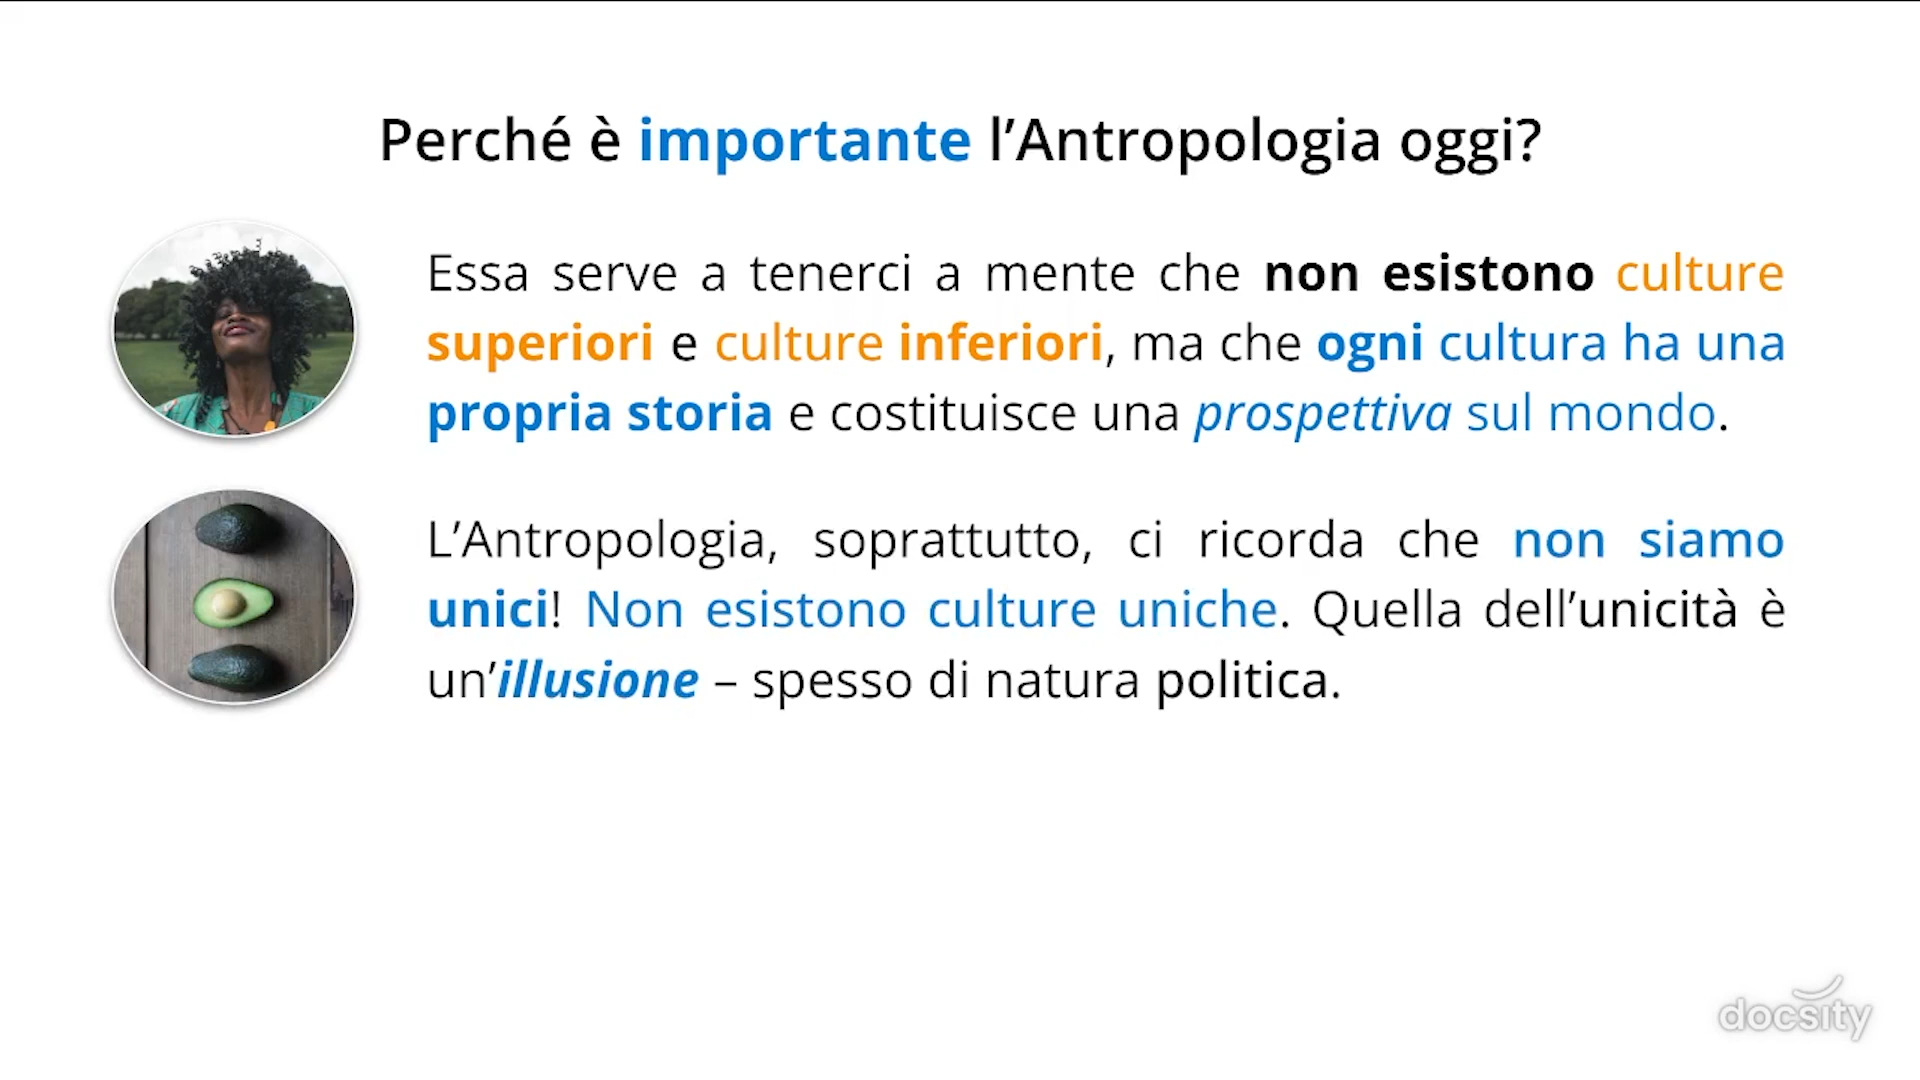 Perché è importante l’Antropologia oggi?
Essa serve a tenerci a mente che non esistono culture
superiori e culture inferiori, ma che ogni cultura ha una
propria storia e costituisce una prospettiva sul mondo.
L’Antropologia, soprattutto, ci ricorda che non siamo
unici! Non esistono culture uniche. Quella dell’unicità è
un’illusione – spesso di natura politica.
docsity